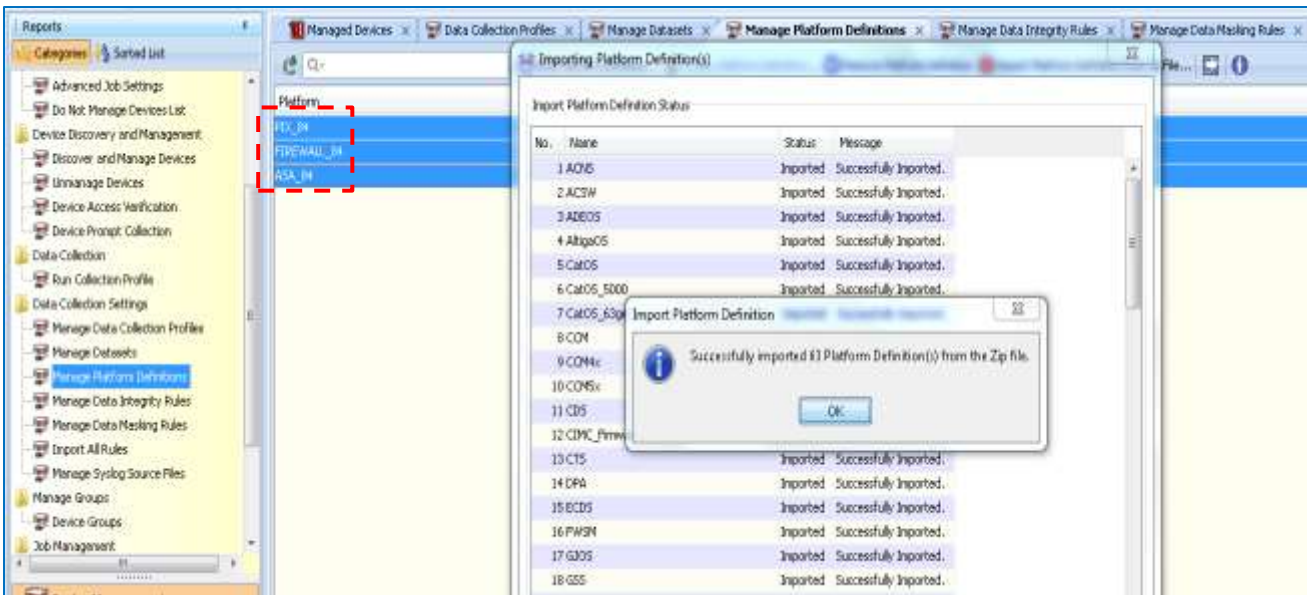 Reports
Categories Sorted List
Advanced Job Settings
Do Not Manage Devices List
Device Discovery and Management
Discover and Manage Devices
Unmanage Devices
Device Access Verification
Device Prompt Collection
Data Collection
Run Collection Profile
Data Collection Settings
Manage Data Collection Profiles
Manage Datasets
Manage Platform Definitions
Manage Data Integrity Rules
Manage Data Masking Rules
Import All Rules
Manage Syslog Source Files
Manage Groups
Device Groups
Job Management
Managed Devices x Data Collection Profiles x Manage Datasets x Manage Platform Definitions x Manage Data Integrity Rules x Manage Data Masking Rules x
File...
Platform
PIX_84
FIREWALL_84
ASA_84
Importing Platform Definition(s)
Import Platform Definition Status
No. Name Status Message
1 ACNS Imported Successfully Imported.
2 ACSW Imported Successfully Imported.
3 ADEOS Imported Successfully Imported.
4 AltigaOS Imported Successfully Imported.
5 CatOS Imported Successfully Imported.
6 CatOS_5000 Imported Successfully Imported.
7 CatOS_63
8 CCM
9 CCM4x
10 CCM5x
11 CDS
12 CIMC_Firmw
13 CTS Imported Successfully Imported.
14 DPA Imported Successfully Imported.
15 ECDS Imported Successfully Imported.
16 FWSM Imported Successfully Imported.
17 GJOS Imported Successfully Imported.
18 GSS Imported Successfully Imported.
Import Platform Definition
Successfully imported 63 Platform Definition(s) from the Zip file.
OK